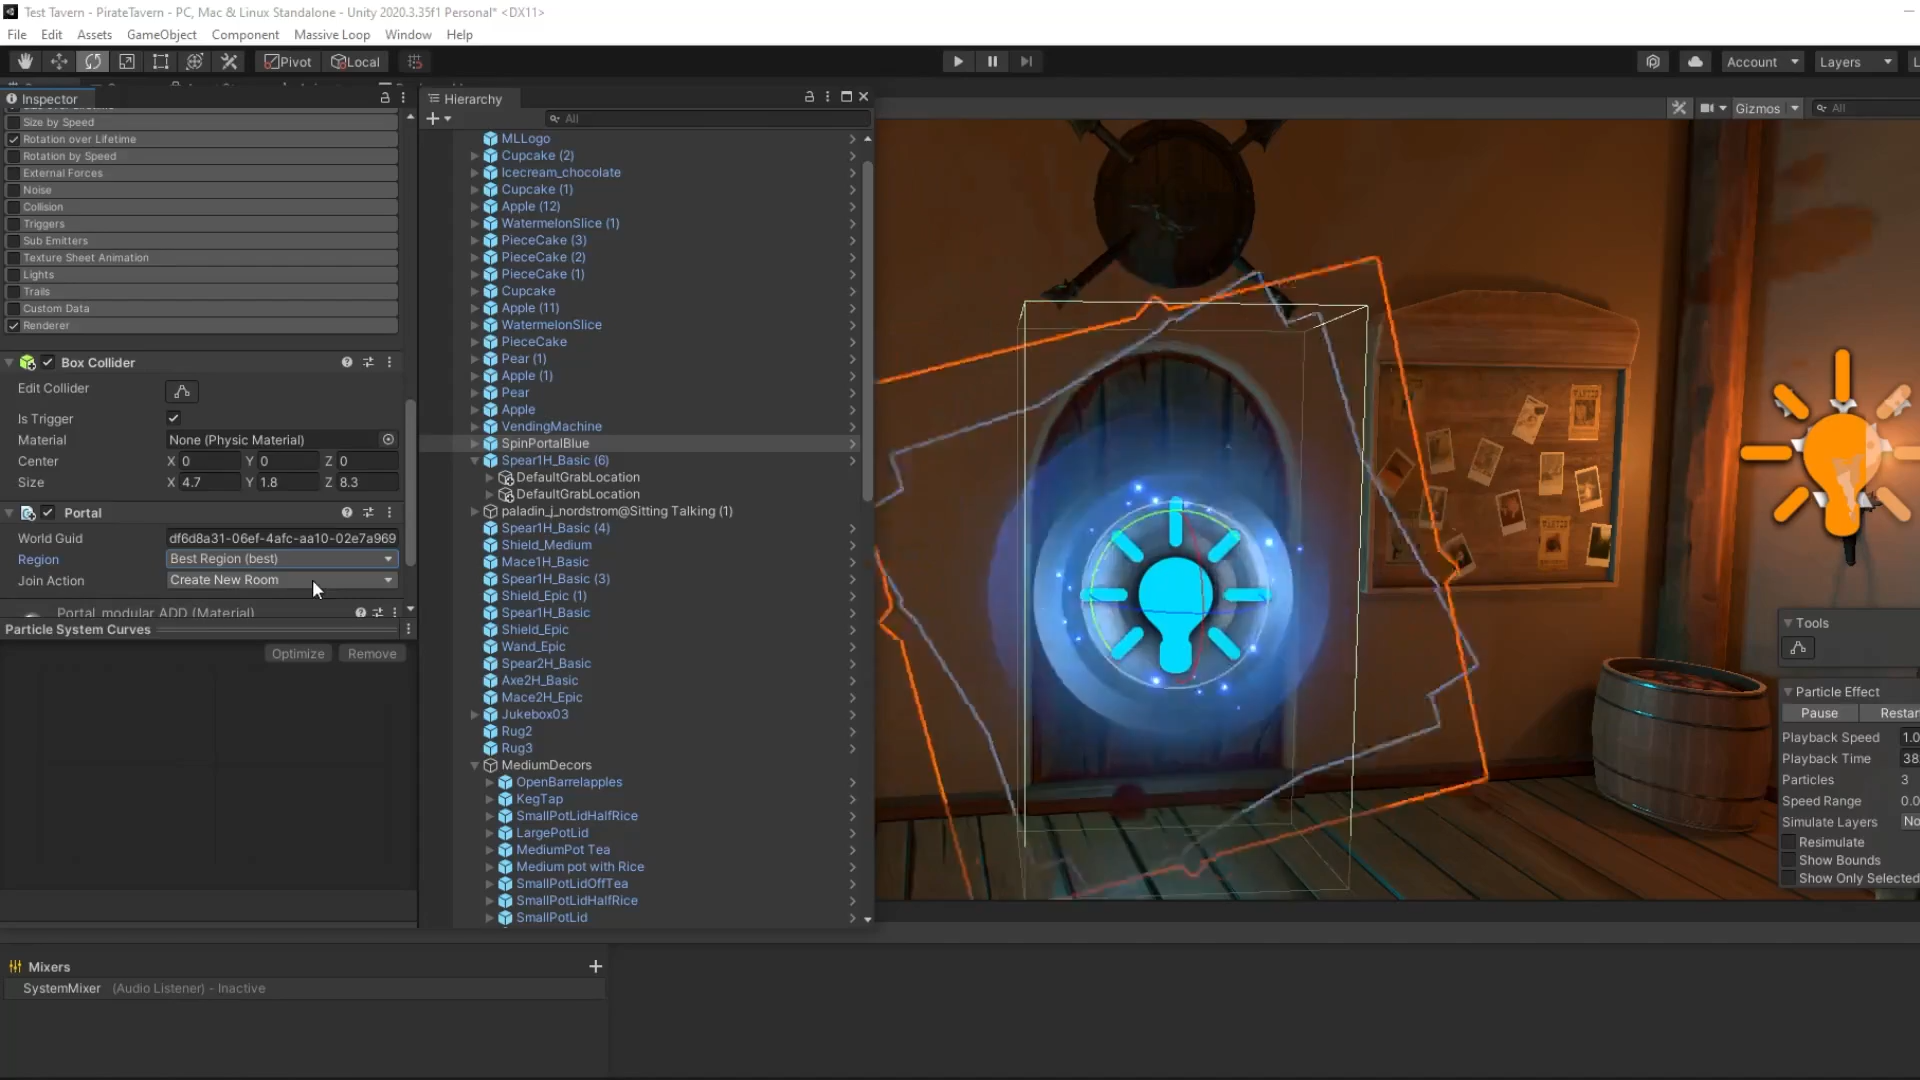 Test Tavern - PirateTavern - PC, Mac & Linux Standalone - Unity 2020.3.35f1 Personal* <DX11>
File Edit Assets GameObject Component Massive Loop Window Help
Pivot Local Account Layers
Inspector
Size by Speed
Rotation over Lifetime
Rotation by Speed
External Forces
Noise
Collision
Triggers
Sub Emitters
Texture Sheet Animation
Lights
Trails
Custom Data
Renderer
Box Collider
Edit Collider
Is Trigger
Material None (Physic Material)
Center X 0 Y 0 Z 0
Size X 4.7 Y 1.8 Z 8.3
Portal
World Guid df6d8a31-06ef-4afc-aa10-02e7a969
Region Best Region (best)
Join Action Create New Room
Portal modular ADD (Material)
Particle System Curves
Optimize Remove
Hierarchy
All
MLLogo
Cupcake (2)
Icecream_chocolate
Cupcake (1)
Apple (12)
WatermelonSlice (1)
PieceCake (3)
PieceCake (2)
PieceCake (1)
Cupcake
Apple (11)
WatermelonSlice
PieceCake
Pear (1)
Apple (1)
Pear
Apple
VendingMachine
SpinPortalBlue
Spear1H_Basic (6)
DefaultGrabLocation
DefaultGrabLocation
paladin_j_nordstrom@Sitting Talking (1)
Spear1H_Basic (4)
Shield_Medium
Mace1H_Basic
Spear1H_Basic (3)
Shield_Epic (1)
Spear1H_Basic
Shield_Epic
Wand_Epic
Spear2H_Basic
Axe2H_Basic
Mace2H_Epic
Jukebox03
Rug2
Rug3
MediumDecors
OpenBarrelapples
KegTap
SmallPotLidHalfRice
LargePotLid
MediumPot Tea
Medium pot with Rice
SmallPotLidOffTea
SmallPotLidHalfRice
SmallPotLid
Gizmos All
Tools
Particle Effect
Pause Restar
Playback Speed 1.0
Playback Time 38
Particles 3
Speed Range 0.0
Simulate Layers No
Resimulate
Show Bounds
Show Only Selected
Mixers
SystemMixer (Audio Listener) - Inactive